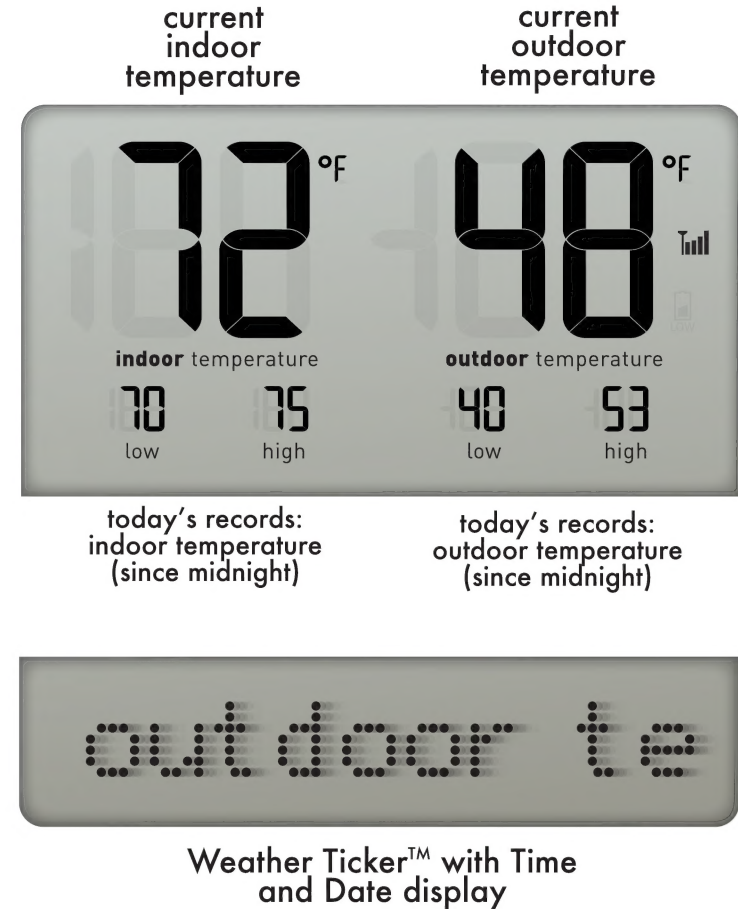 current indoor temperature
current outdoor temperature
72 °F
48 °F
indoor temperature
outdoor temperature
70
75
40
53
low
high
low
high
today's records:
indoor temperature
(since midnight)
today's records:
outdoor temperature
(since midnight)
outdoor te
Weather Ticker™ with Time
and Date display